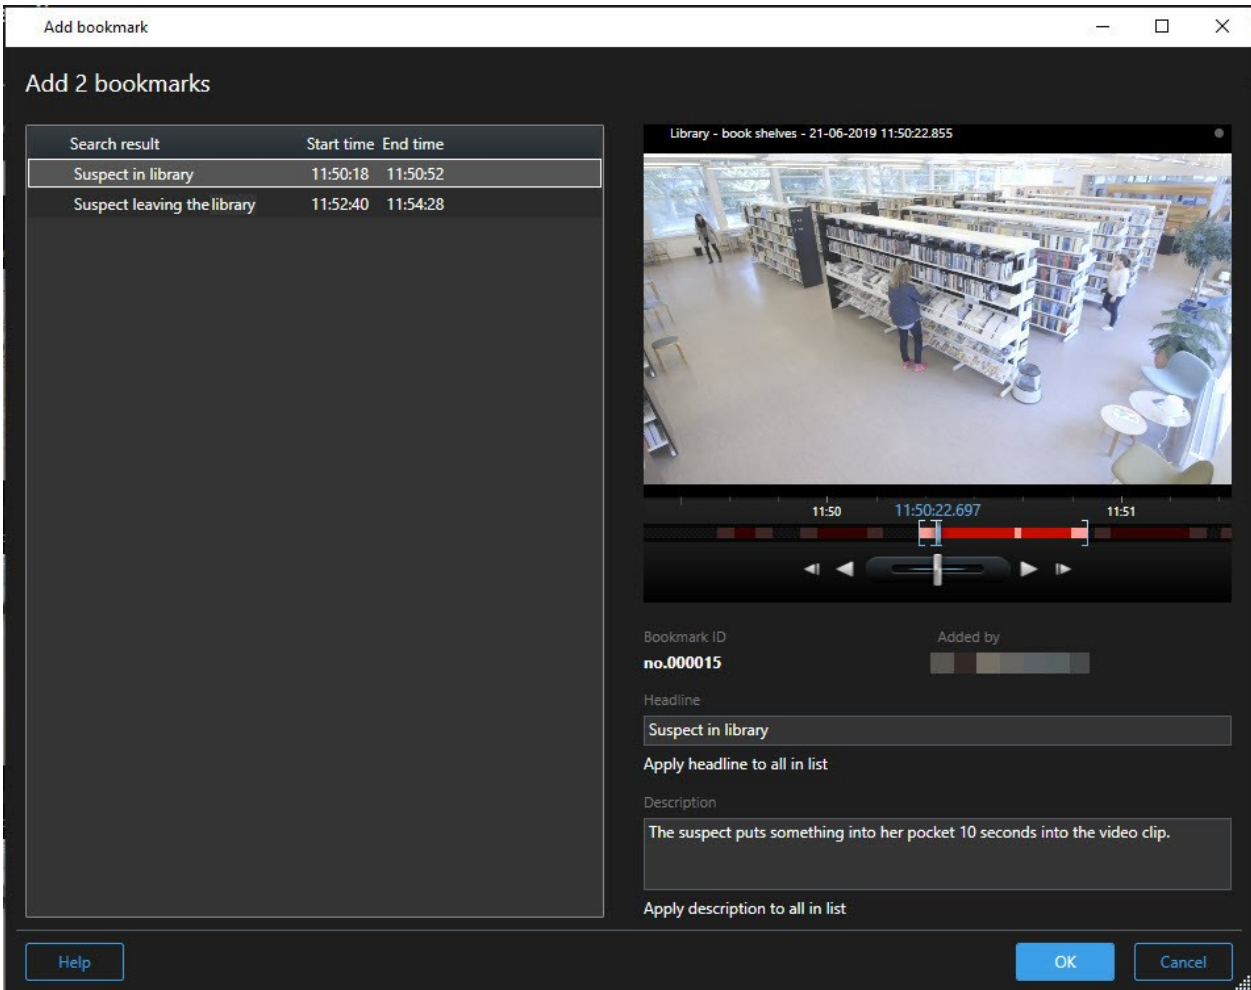 Add bookmark
Add 2 bookmarks
Search result Start time End time
Suspect in library 11:50:18 11:50:52
Suspect leaving the library 11:52:40 11:54:28
Library - book shelves - 21-06-2019 11:50:22.855
11:50 11:50:22.697 11:51
Bookmark ID Added by
no.000015
Headline
Suspect in library
Apply headline to all in list
Description
The suspect puts something into her pocket 10 seconds into the video clip.
Apply description to all in list
Help OK Cancel